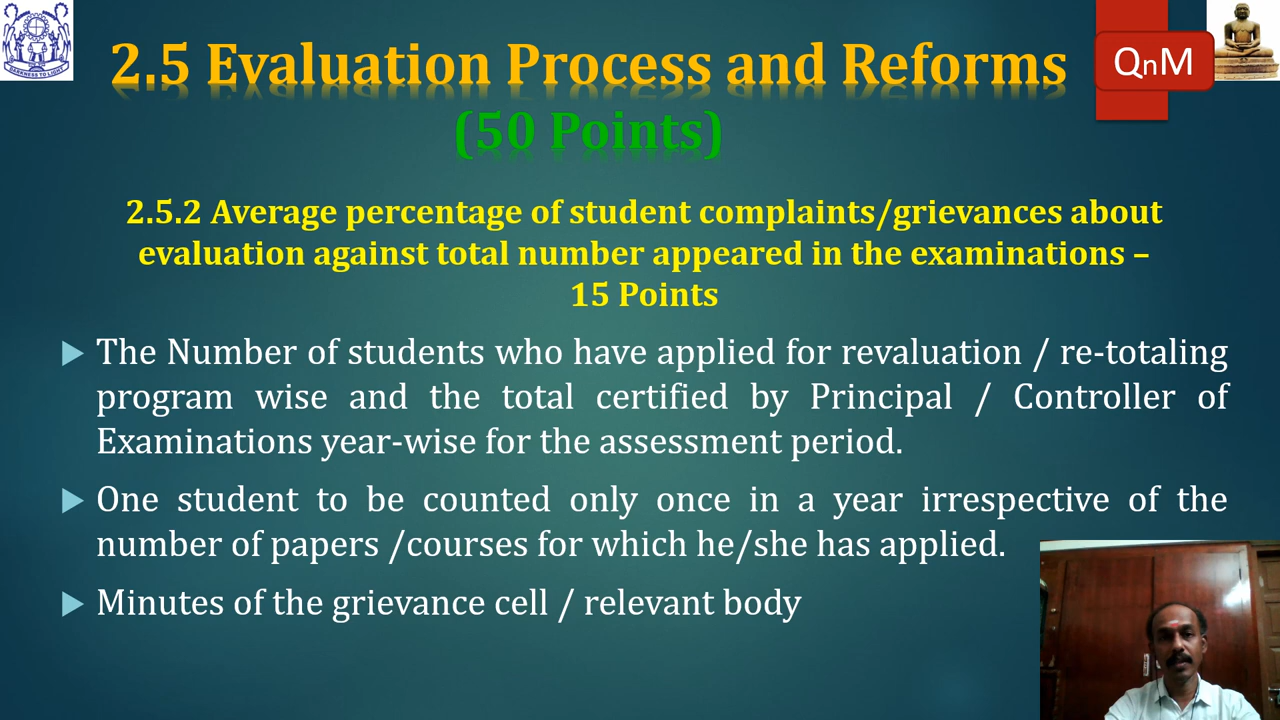 2.5 Evaluation Process and Reforms
QnM
(50 Points)
2.5.2 Average percentage of student complaints/grievances about
evaluation against total number appeared in the examinations –
15 Points
The Number of students who have applied for revaluation / re-totaling
program wise and the total certified by Principal / Controller of
Examinations year-wise for the assessment period.
One student to be counted only once in a year irrespective of the
number of papers /courses for which he/she has applied.
Minutes of the grievance cell / relevant body